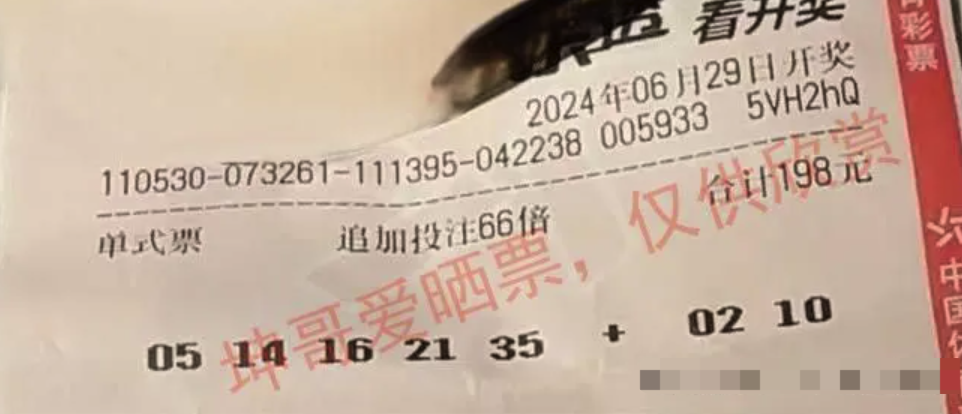 看开奖
2024年06月29日开奖
110530-073261-111395-042238 005933 5VH2hQ
单式票 追加投注66倍 合计198元
05 14 16 21 35 + 02 10
坤哥爱晒票，仅供欣赏
彩票
中国体